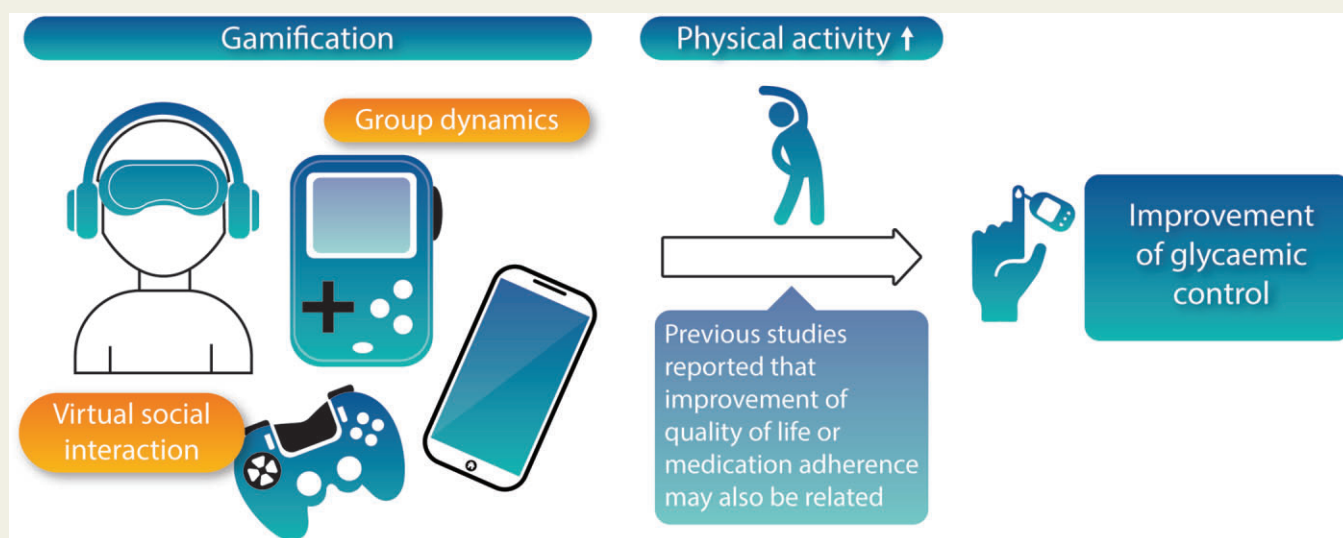 Gamification
Group dynamics
Virtual social
interaction
Physical activity ↑
Previous studies
reported that
improvement of
quality of life or
medication adherence
may also be related
Improvement
of glycaemic
control